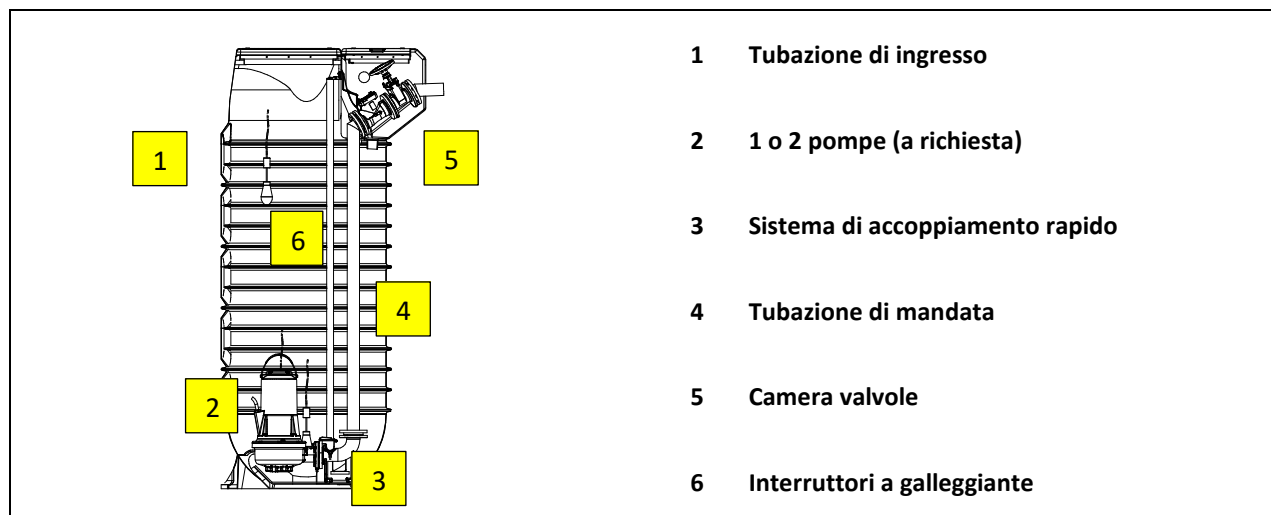 1 Tubazione di ingresso
2 1 o 2 pompe (a richiesta)
3 Sistema di accoppiamento rapido
4 Tubazione di mandata
5 Camera valvole
6 Interruttori a galleggiante
1
5
6
4
2
3